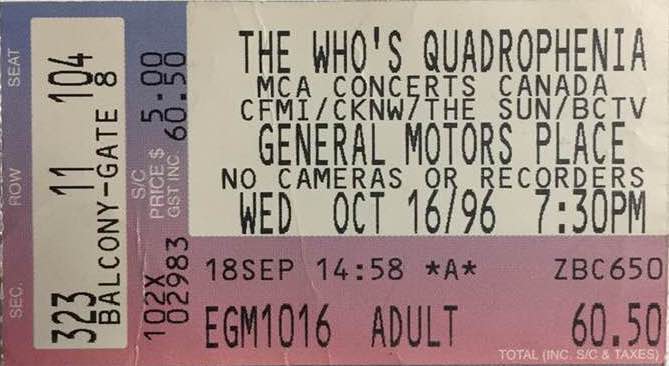 THE WHO'S QUADROPHENIA
MCA CONCERTS CANADA
CFMI/CKNW/THE SUN/BCTV
GENERAL MOTORS PLACE
NO CAMERAS OR RECORDERS
WED OCT 16/96 7:30PM
18SEP 14:58 *A* ZBC650
EGM1016 ADULT 60.50
TOTAL (INC. S/C & TAXES)
SEC. ROW SEAT
323 11 104
BALCONY-GATE 8
S/C 5.00
PRICE $ 60.50
GST INC.
102X
02983